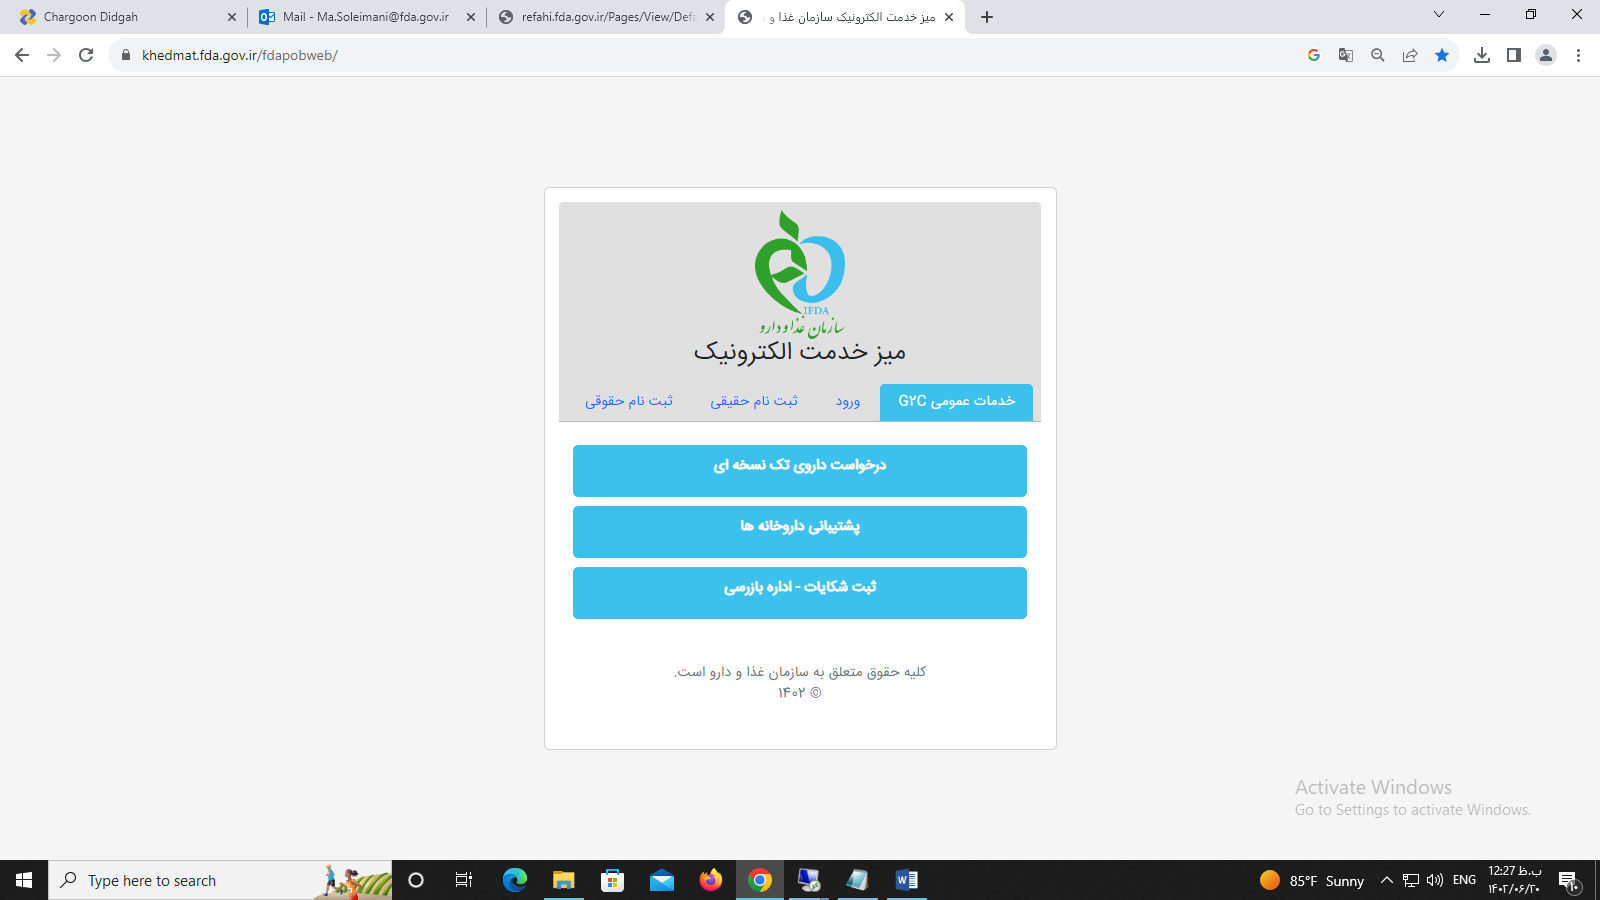 Chargoon Didgah
Mail - Ma.Soleimani@fda.gov.ir
refahi.fda.gov.ir/Pages/View/Defa
میز خدمت الکترونیک سازمان غذا و د
khedmat.fda.gov.ir/fdapobweb/
IFDA
سازمان غذا و دارو
میز خدمت الکترونیک
خدمات عمومی G۲C
ورود
ثبت نام حقیقی
ثبت نام حقوقی
درخواست داروی تک نسخه ای
پشتیبانی داروخانه ها
ثبت شکایات - اداره بازرسی
کلیه حقوق متعلق به سازمان غذا و دارو است.
© ۱۴۰۲
Activate Windows
Go to Settings to activate Windows.
Type here to search
85°F Sunny
ENG
12:27 ب.ظ
۱۴۰۲/۰۶/۲۰
۱۰